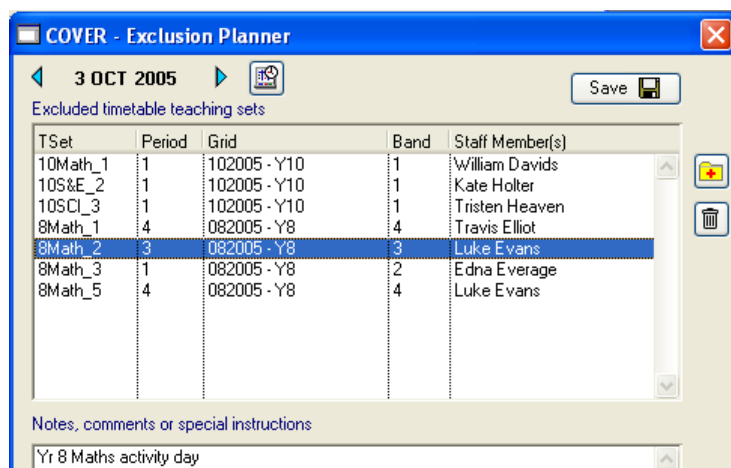 COVER - Exclusion Planner
3 OCT 2005
Save
Excluded timetable teaching sets
TSet Period Grid Band Staff Member(s)
10Math_1 1 102005 - Y10 1 William Davids
10S&E_2 1 102005 - Y10 1 Kate Holter
10SCI_3 1 102005 - Y10 1 Tristen Heaven
8Math_1 4 082005 - Y8 4 Travis Elliot
8Math_2 3 082005 - Y8 3 Luke Evans
8Math_3 1 082005 - Y8 2 Edna Everage
8Math_5 4 082005 - Y8 4 Luke Evans
Notes, comments or special instructions
Yr 8 Maths activity day